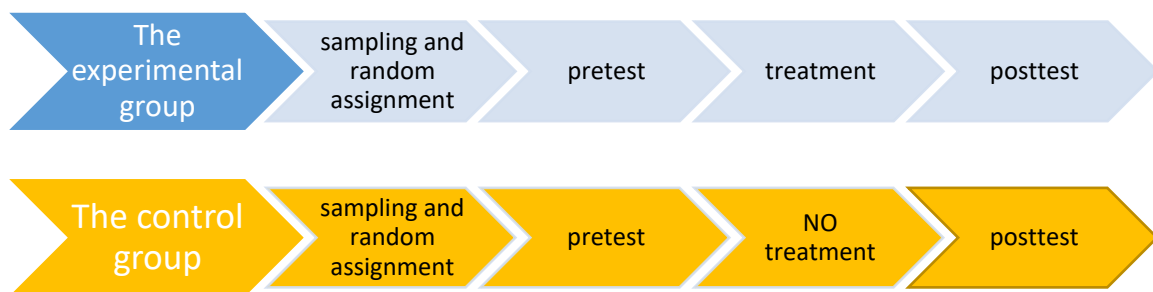 The
experimental
group
sampling and
random
assignment
pretest
treatment
posttest
The control
group
sampling and
random
assignment
pretest
NO
treatment
posttest